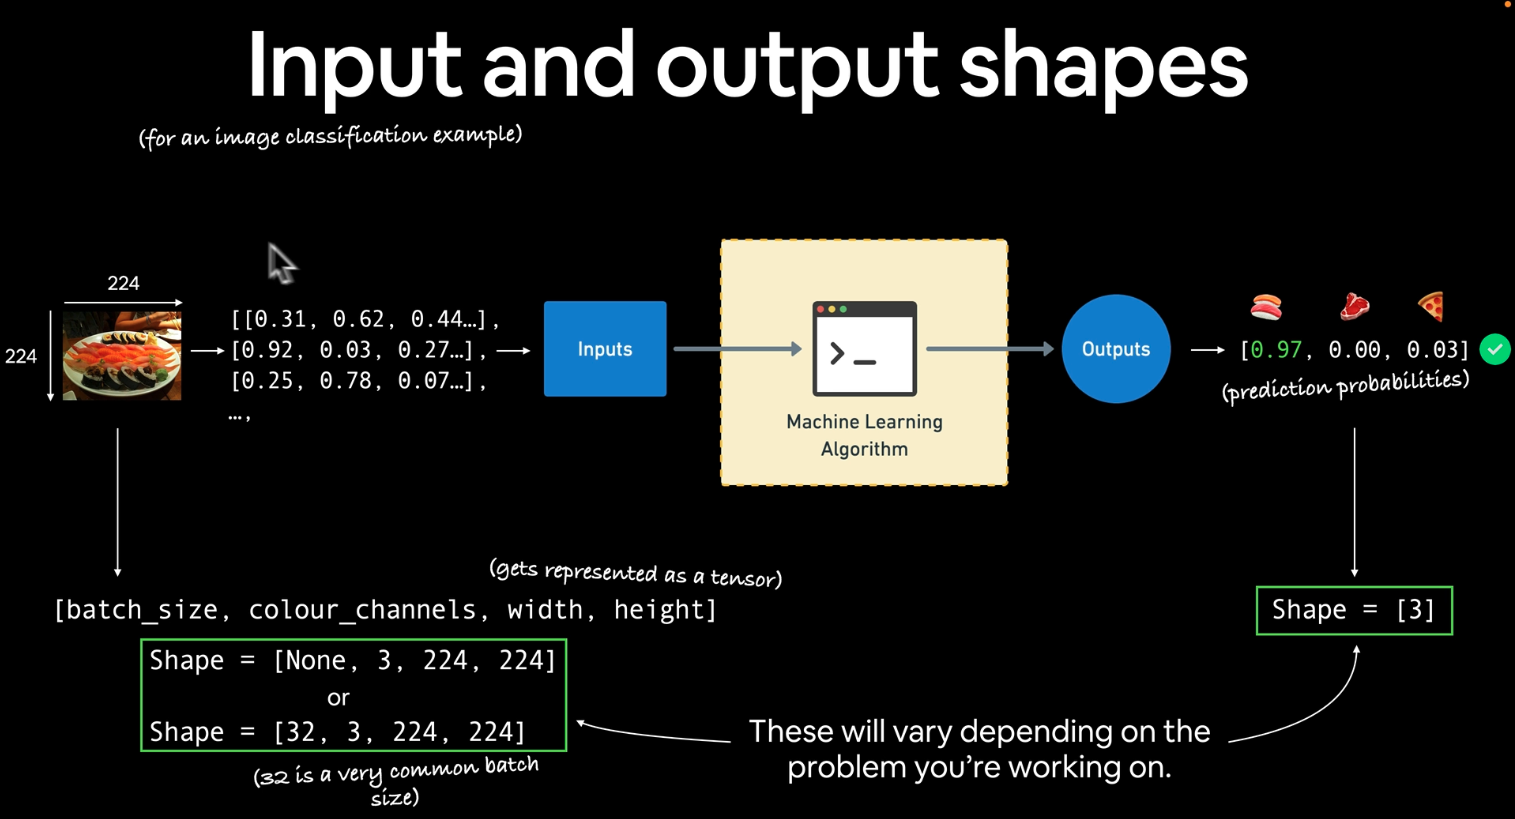 Input and output shapes
(for an image classification example)
224
224
[[0.31, 0.62, 0.44…],
[0.92, 0.03, 0.27…],
[0.25, 0.78, 0.07…],
…,
Inputs
Machine Learning
Algorithm
Outputs
[0.97, 0.00, 0.03]
(prediction probabilities)
(gets represented as a tensor)
[batch_size, colour_channels, width, height]
Shape = [None, 3, 224, 224]
or
Shape = [32, 3, 224, 224]
(32 is a very common batch
size)
Shape = [3]
These will vary depending on the
problem you’re working on.